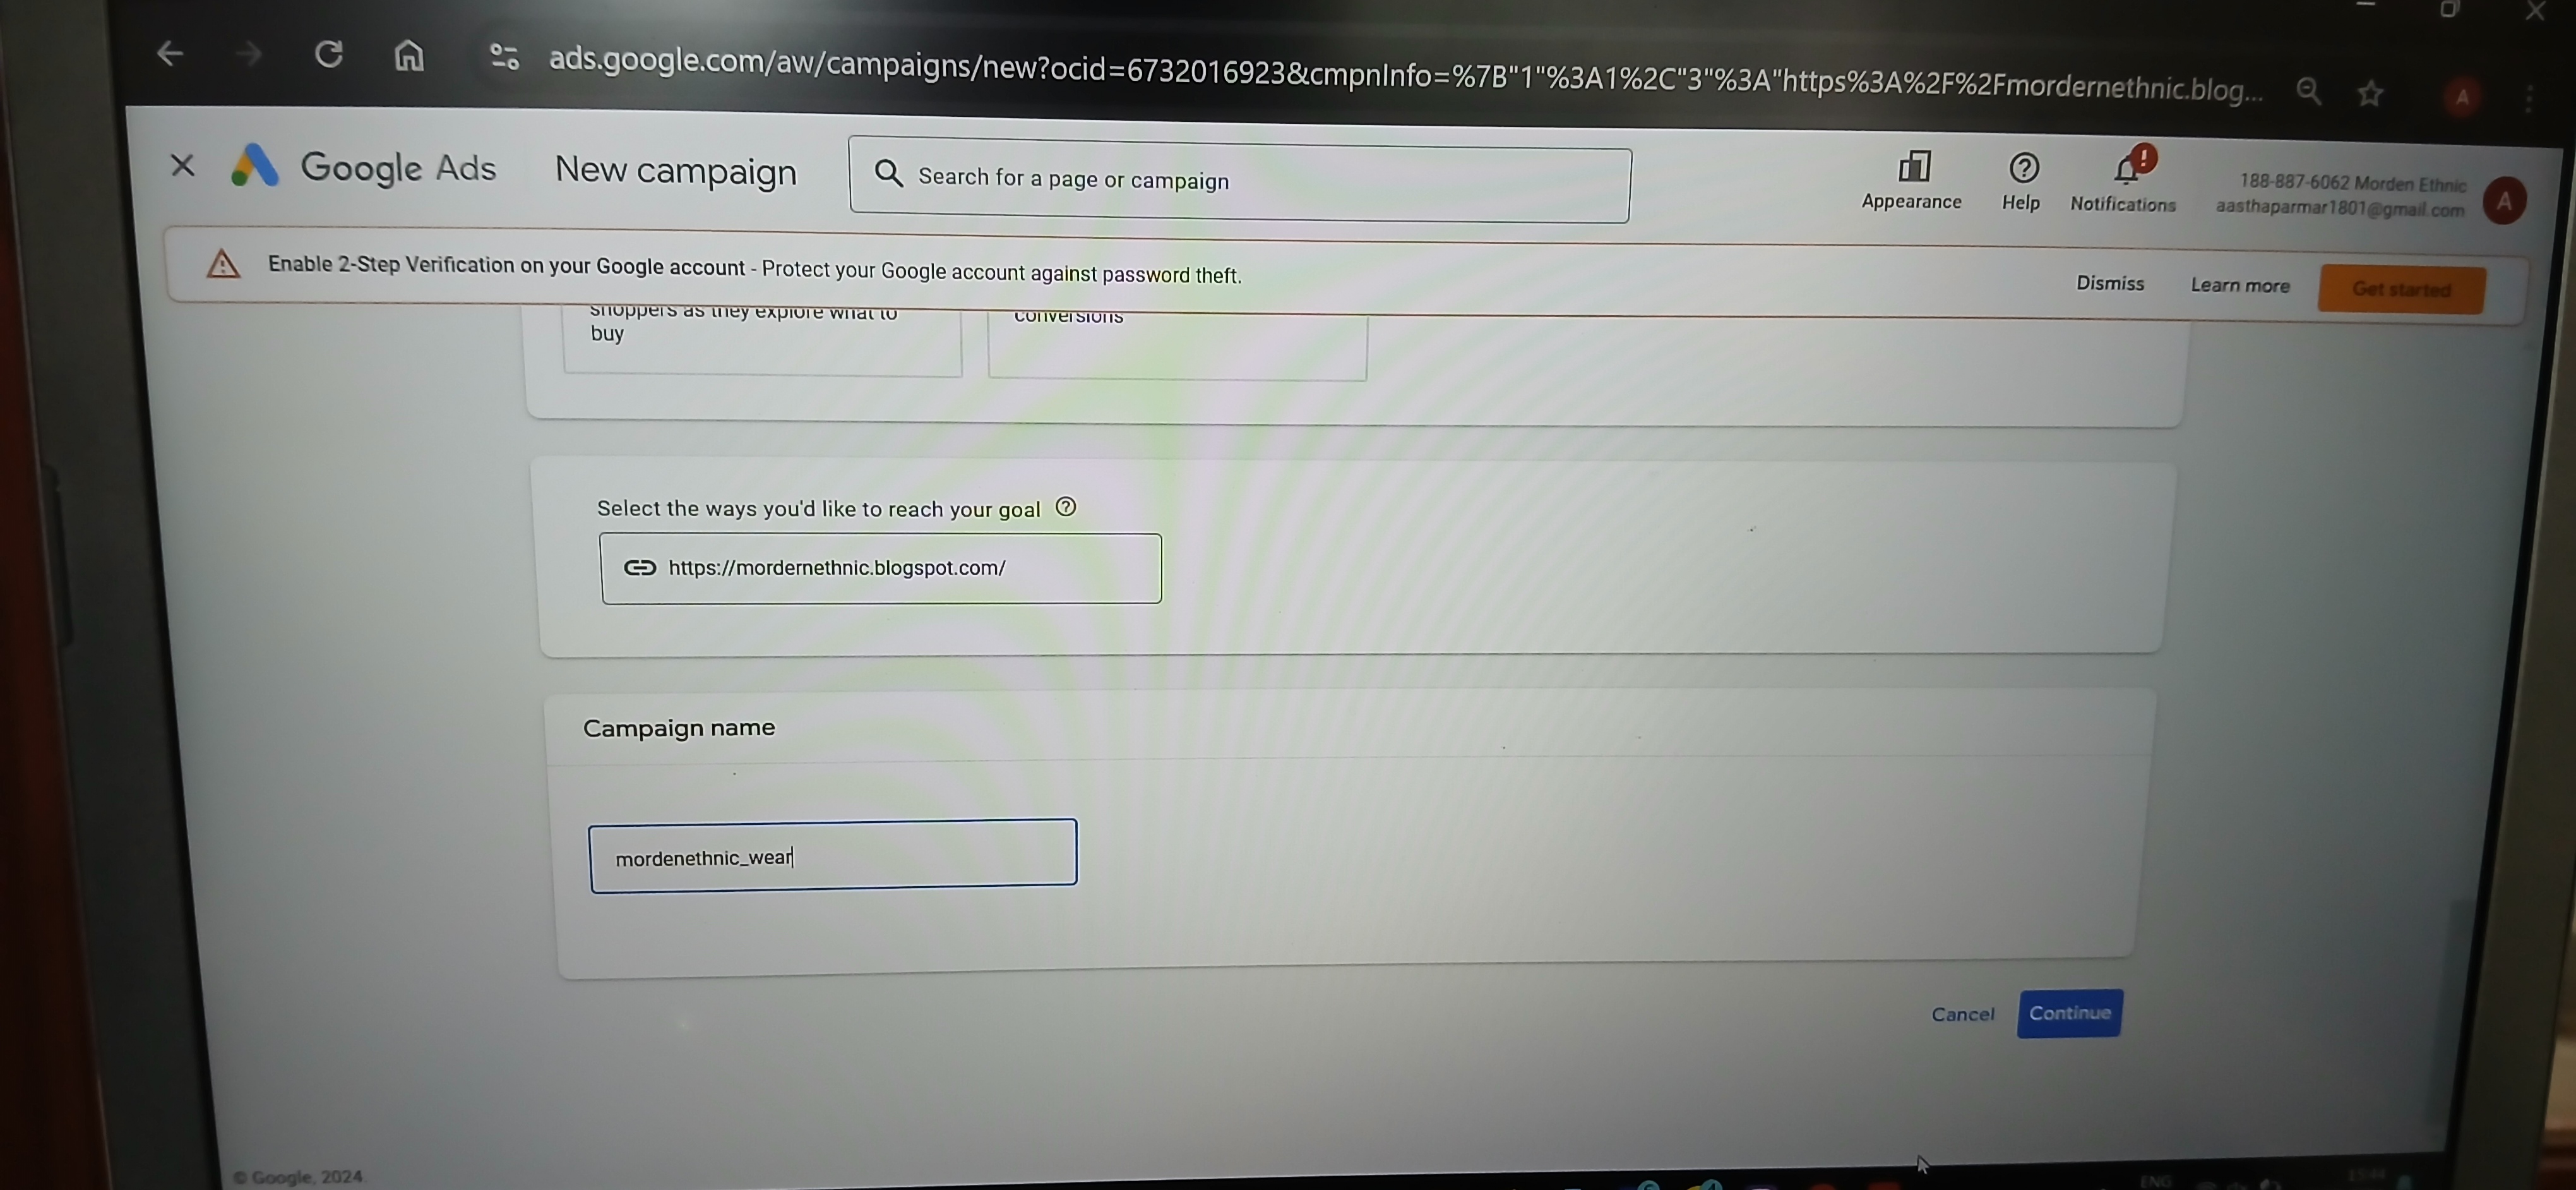 ads.google.com/aw/campaigns/new?ocid=6732016923&cmpnInfo=%7B"1"%3A1%2C"3"%3A"https%3A%2F%2Fmordernethnic.blog...
A
Google Ads
New campaign
Search for a page or campaign
Appearance
Help
Notifications
188-887-6062 Morden Ethnic
aasthaparmar1801@gmail.com
A
Enable 2-Step Verification on your Google account - Protect your Google account against password theft.
Dismiss
Learn more
Get started
shoppers as they explore what to
buy
conversions
Select the ways you'd like to reach your goal
https://mordernethnic.blogspot.com/
Campaign name
mordenethnic_wear
Cancel
Continue
© Google, 2024.
ENG